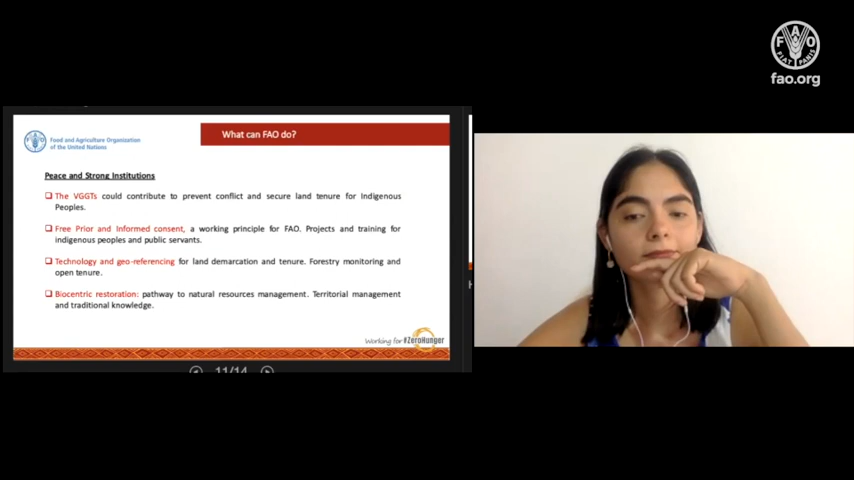 FAO
FIAT PANIS
fao.org
Food and Agriculture Organization
of the United Nations
What can FAO do?
Peace and Strong Institutions
The VGGTs could contribute to prevent conflict and secure land tenure for Indigenous
Peoples.
Free Prior and Informed consent, a working principle for FAO. Projects and training for
indigenous peoples and public servants.
Technology and geo-referencing for land demarcation and tenure. Forestry monitoring and
open tenure.
Biocentric restoration: pathway to natural resources management. Territorial management
and traditional knowledge.
Working for #ZeroHunger
11/14